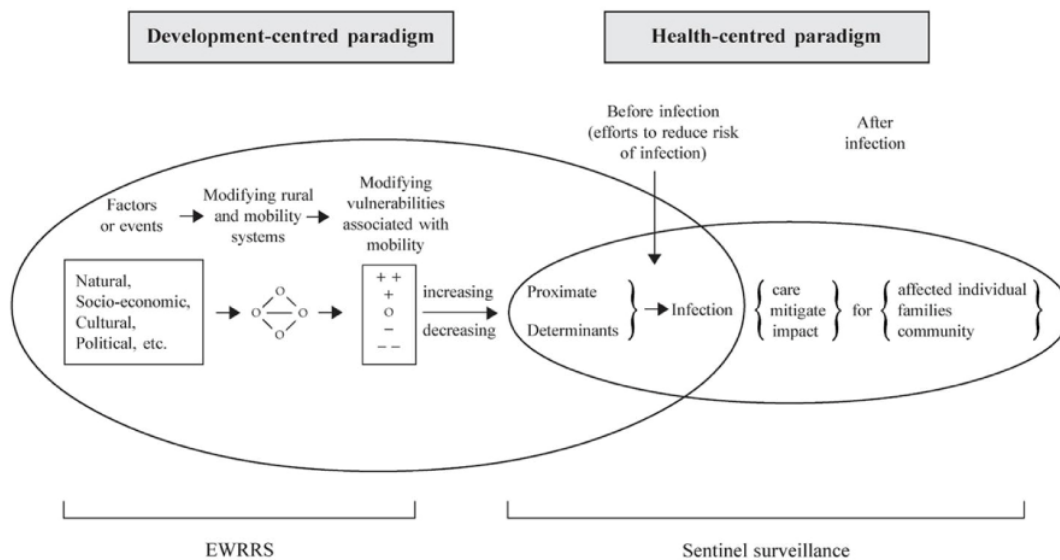 Development-centred paradigm
Health-centred paradigm
Before infection
(efforts to reduce risk
of infection)
After
infection
Factors
or events
Modifying rural
and mobility
systems
Modifying
vulnerabilities
associated with
mobility
Natural,
Socio-economic,
Cultural,
Political, etc.
O
O O
O
+ +
+
O
–
– –
increasing
decreasing
Proximate
Determinants
Infection
care
mitigate
impact
for
affected individual
families
community
EWRRS
Sentinel surveillance